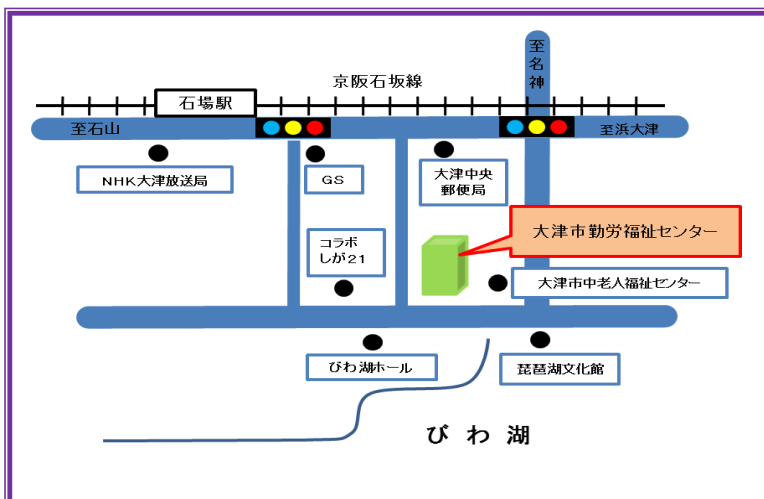 至
名
神
京阪石坂線
石場駅
至石山
至浜大津
NHK大津放送局
GS
大津中央
郵便局
大津市勤労福祉センター
コラボ
しが21
大津市中老人福祉センター
びわ湖ホール
琵琶湖文化館
びわ湖